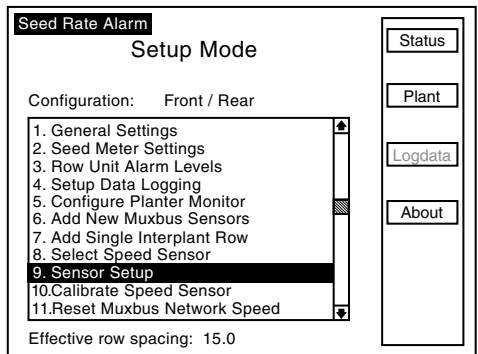 Seed Rate Alarm
Setup Mode
Configuration: Front / Rear
1. General Settings
2. Seed Meter Settings
3. Row Unit Alarm Levels
4. Setup Data Logging
5. Configure Planter Monitor
6. Add New Muxbus Sensors
7. Add Single Interplant Row
8. Select Speed Sensor
9. Sensor Setup
10.Calibrate Speed Sensor
11.Reset Muxbus Network Speed
Effective row spacing: 15.0
Status
Plant
Logdata
About